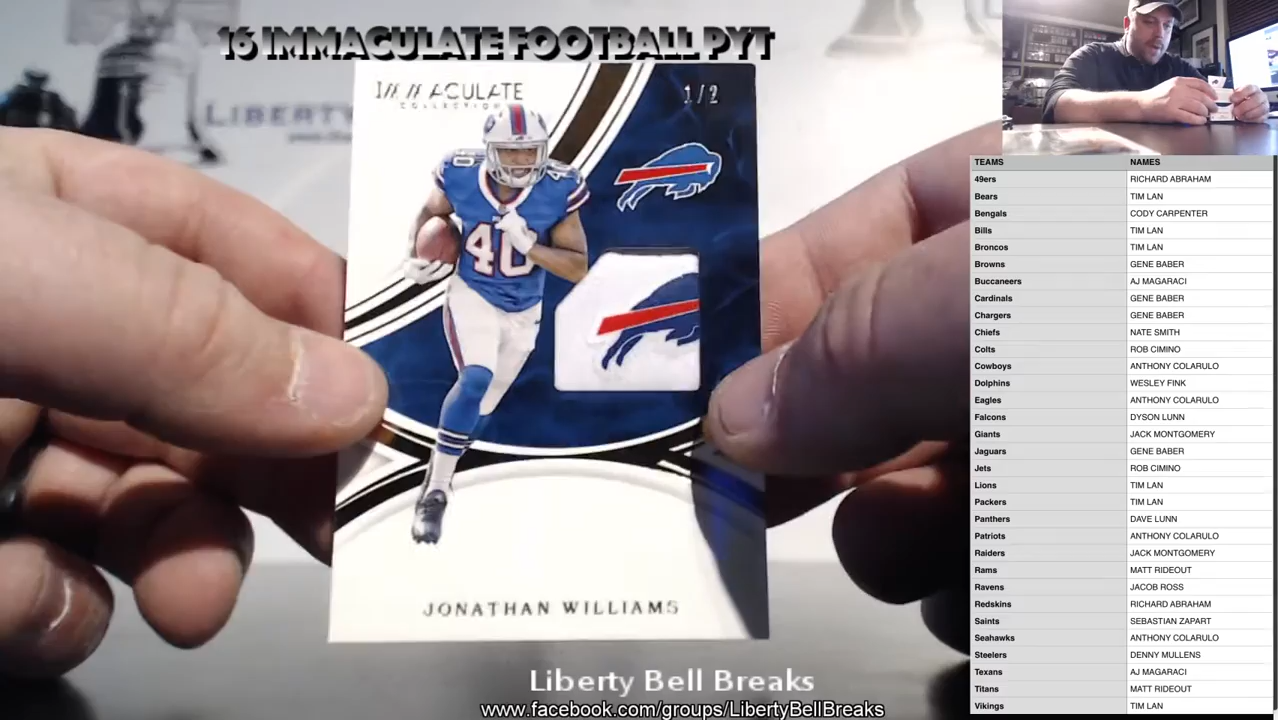 16 IMMACULATE FOOTBALL PYT
LIBERTY
IMMACULATE
COLLECTION
1/2
40
40
JONATHAN WILLIAMS
Liberty Bell Breaks
www.facebook.com/groups/LibertyBellBreaks
TEAMS NAMES
49ers RICHARD ABRAHAM
Bears TIM LAN
Bengals CODY CARPENTER
Bills TIM LAN
Broncos TIM LAN
Browns GENE BABER
Buccaneers AJ MAGARACI
Cardinals GENE BABER
Chargers GENE BABER
Chiefs NATE SMITH
Colts ROB CIMINO
Cowboys ANTHONY COLARULO
Dolphins WESLEY FINK
Eagles ANTHONY COLARULO
Falcons DYSON LUNN
Giants JACK MONTGOMERY
Jaguars GENE BABER
Jets ROB CIMINO
Lions TIM LAN
Packers TIM LAN
Panthers DAVE LUNN
Patriots ANTHONY COLARULO
Raiders JACK MONTGOMERY
Rams MATT RIDEOUT
Ravens JACOB ROSS
Redskins RICHARD ABRAHAM
Saints SEBASTIAN ZAPART
Seahawks ANTHONY COLARULO
Steelers DENNY MULLENS
Texans AJ MAGARACI
Titans MATT RIDEOUT
Vikings TIM LAN